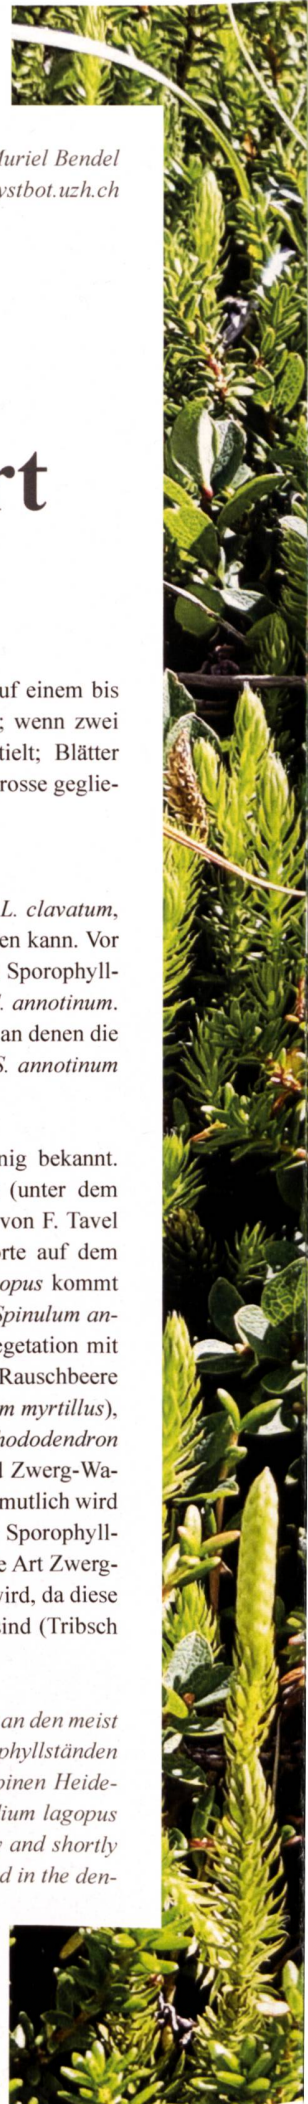 Muriel Bendel
ystbot.uzh.ch
rt
uf einem bis
; wenn zwei
tielt; Blätter
rosse geglie-
L. clavatum,
en kann. Vor
Sporophyll-
annotinum.
an denen die
S. annotinum
nig bekannt.
(unter dem
von F. Tavel
orte auf dem
opus kommt
Spinulum an-
egetation mit
Rauschbeere
m myrtillus),
hododendron
l Zwerg-Wa-
mutlich wird
Sporophyll-
e Art Zwerg-
wird, da diese
sind (Tribsch
an den meist
phyllständen
pinen Heide-
dium lagopus
y and shortly
d in the den-